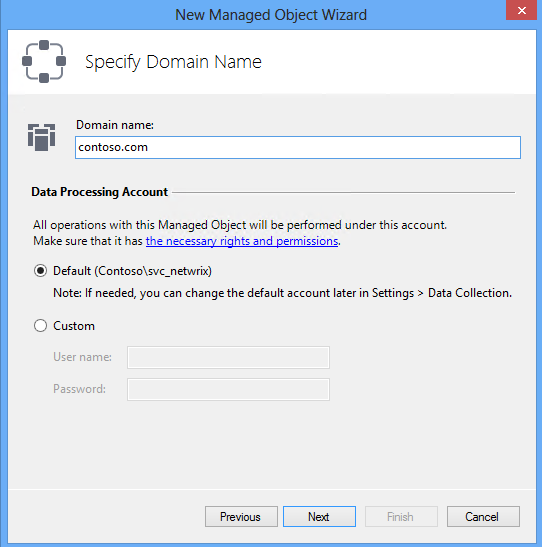 New Managed Object Wizard
Specify Domain Name
Domain name:
contoso.com
Data Processing Account
All operations with this Managed Object will be performed under this account.
Make sure that it has the necessary rights and permissions.
Default (Contoso\svc_netwrix)
Note: If needed, you can change the default account later in Settings > Data Collection.
Custom
User name:
Password:
Previous Next Finish Cancel